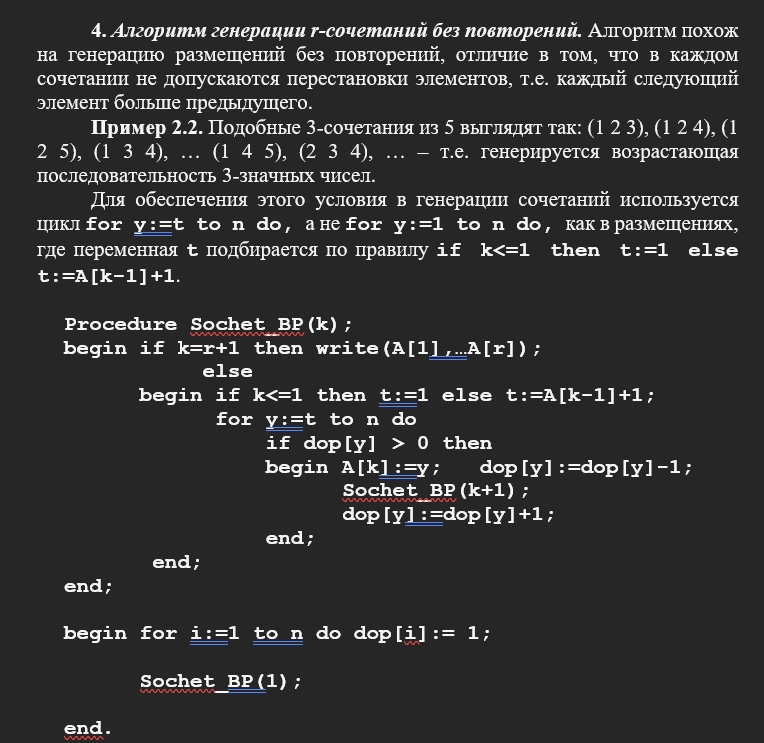 4. Алгоритм генерации r-сочетаний без повторений. Алгоритм похож
на генерацию размещений без повторений, отличие в том, что в каждом
сочетании не допускаются перестановки элементов, т.е. каждый следующий
элемент больше предыдущего.
Пример 2.2. Подобные 3-сочетания из 5 выглядят так: (1 2 3), (1 2 4), (1
2 5), (1 3 4), … (1 4 5), (2 3 4), … – т.е. генерируется возрастающая
последовательность 3-значных чисел.
Для обеспечения этого условия в генерации сочетаний используется
цикл for y:=t to n do, а не for y:=1 to n do, как в размещениях,
где переменная t подбирается по правилу if k<=1 then t:=1 else
t:=A[k-1]+1.
Procedure Sochet_BP(k);
begin if k=r+1 then write(A[1],…A[r]);
else
begin if k<=1 then t:=1 else t:=A[k-1]+1;
for y:=t to n do
if dop[y] > 0 then
begin A[k]:=y; dop[y]:=dop[y]-1;
Sochet_BP(k+1);
dop[y]:=dop[y]+1;
end;
end;
end;
begin for i:=1 to n do dop[i]:= 1;
Sochet_BP(1);
end.